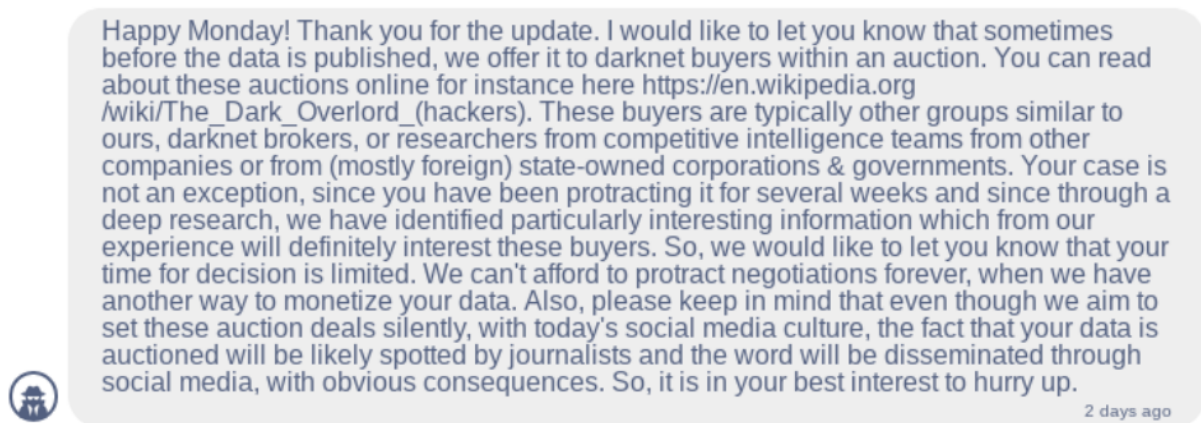 Happy Monday! Thank you for the update. I would like to let you know that sometimes
before the data is published, we offer it to darknet buyers within an auction. You can read
about these auctions online for instance here https://en.wikipedia.org
/wiki/The_Dark_Overlord_(hackers). These buyers are typically other groups similar to
ours, darknet brokers, or researchers from competitive intelligence teams from other
companies or from (mostly foreign) state-owned corporations & governments. Your case is
not an exception, since you have been protracting it for several weeks and since through a
deep research, we have identified particularly interesting information which from our
experience will definitely interest these buyers. So, we would like to let you know that your
time for decision is limited. We can't afford to protract negotiations forever, when we have
another way to monetize your data. Also, please keep in mind that even though we aim to
set these auction deals silently, with today's social media culture, the fact that your data is
auctioned will be likely spotted by journalists and the word will be disseminated through
social media, with obvious consequences. So, it is in your best interest to hurry up.
2 days ago